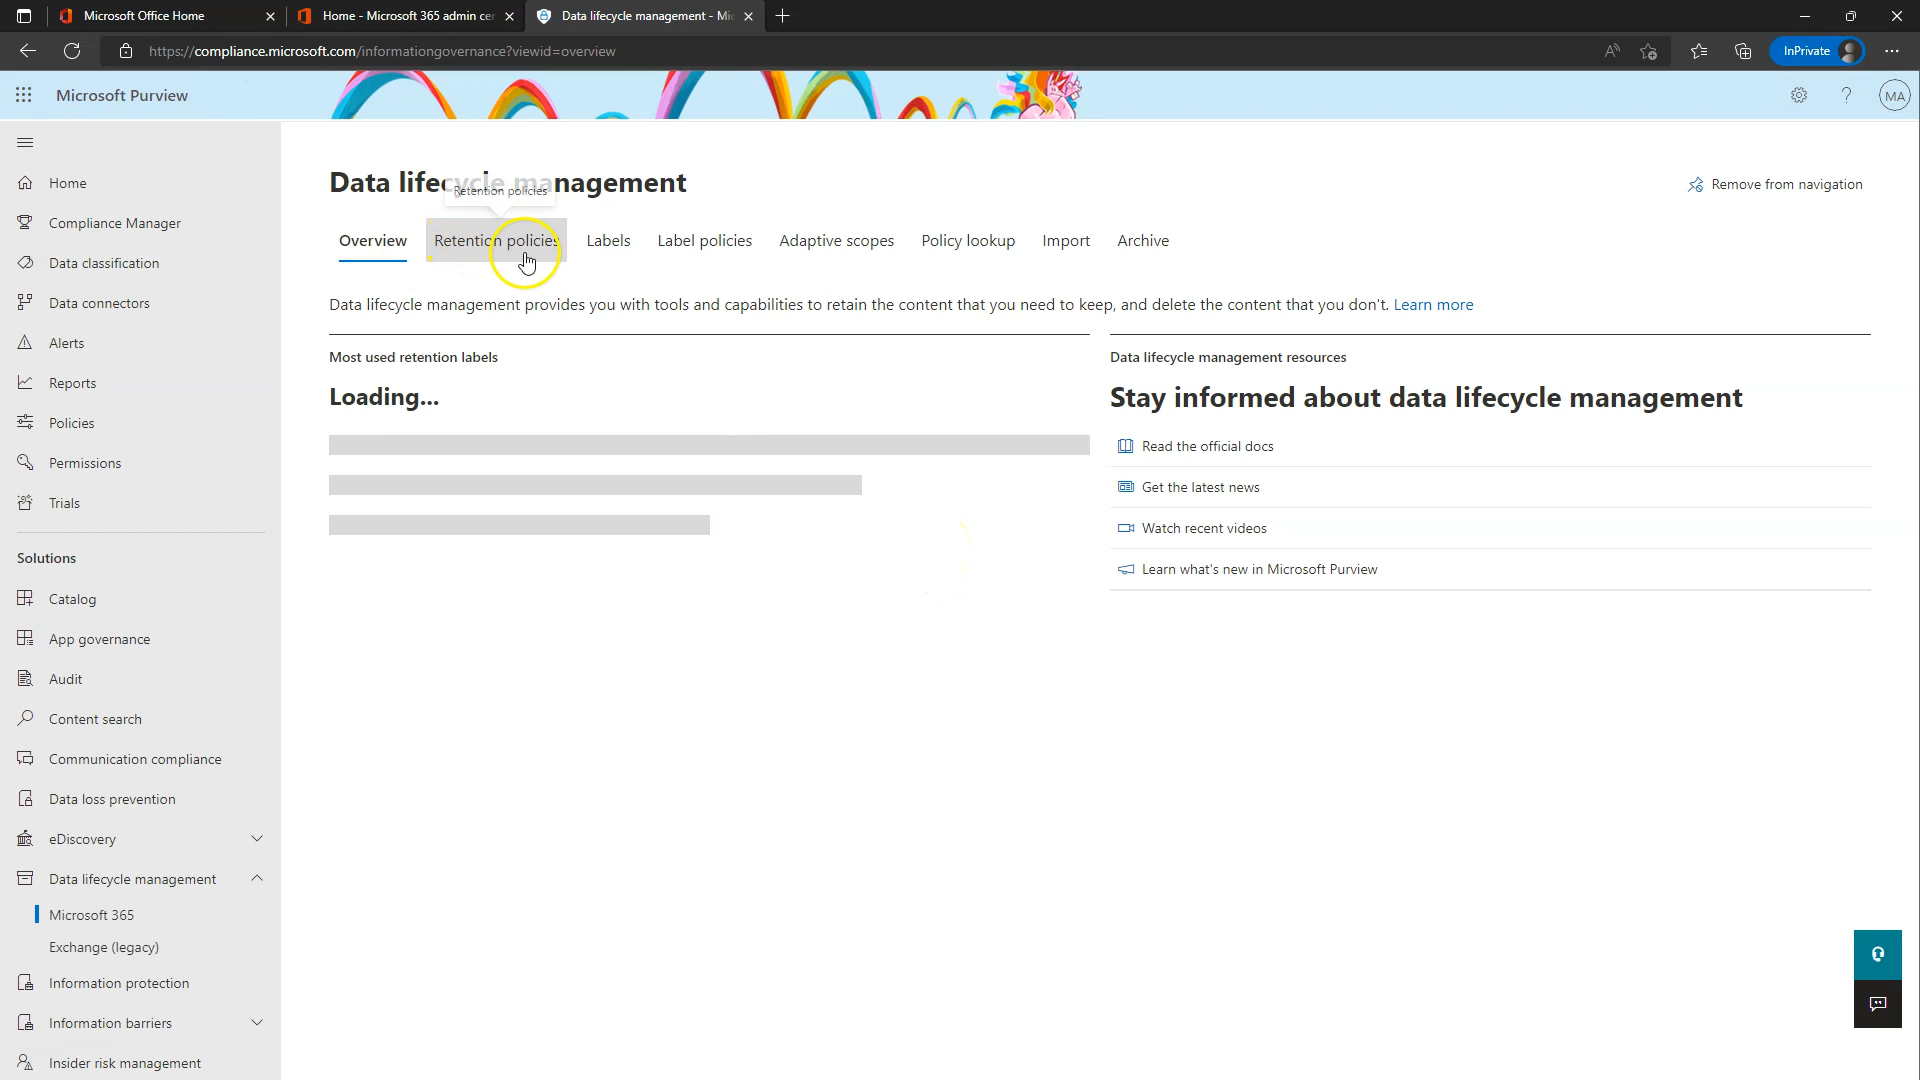 Microsoft Office Home
Home - Microsoft 365 admin cer
Data lifecycle management - Mi
https://compliance.microsoft.com/informationgovernance?viewid=overview
InPrivate
Microsoft Purview
MA
Home
Compliance Manager
Data classification
Data connectors
Alerts
Reports
Policies
Permissions
Trials
Solutions
Catalog
App governance
Audit
Content search
Communication compliance
Data loss prevention
eDiscovery
Data lifecycle management
Microsoft 365
Exchange (legacy)
Information protection
Information barriers
Insider risk management
Data lifecycle management
Remove from navigation
Retention policies
Overview
Retention policies
Labels
Label policies
Adaptive scopes
Policy lookup
Import
Archive
Data lifecycle management provides you with tools and capabilities to retain the content that you need to keep, and delete the content that you don't. Learn more
Most used retention labels
Loading...
Data lifecycle management resources
Stay informed about data lifecycle management
Read the official docs
Get the latest news
Watch recent videos
Learn what's new in Microsoft Purview